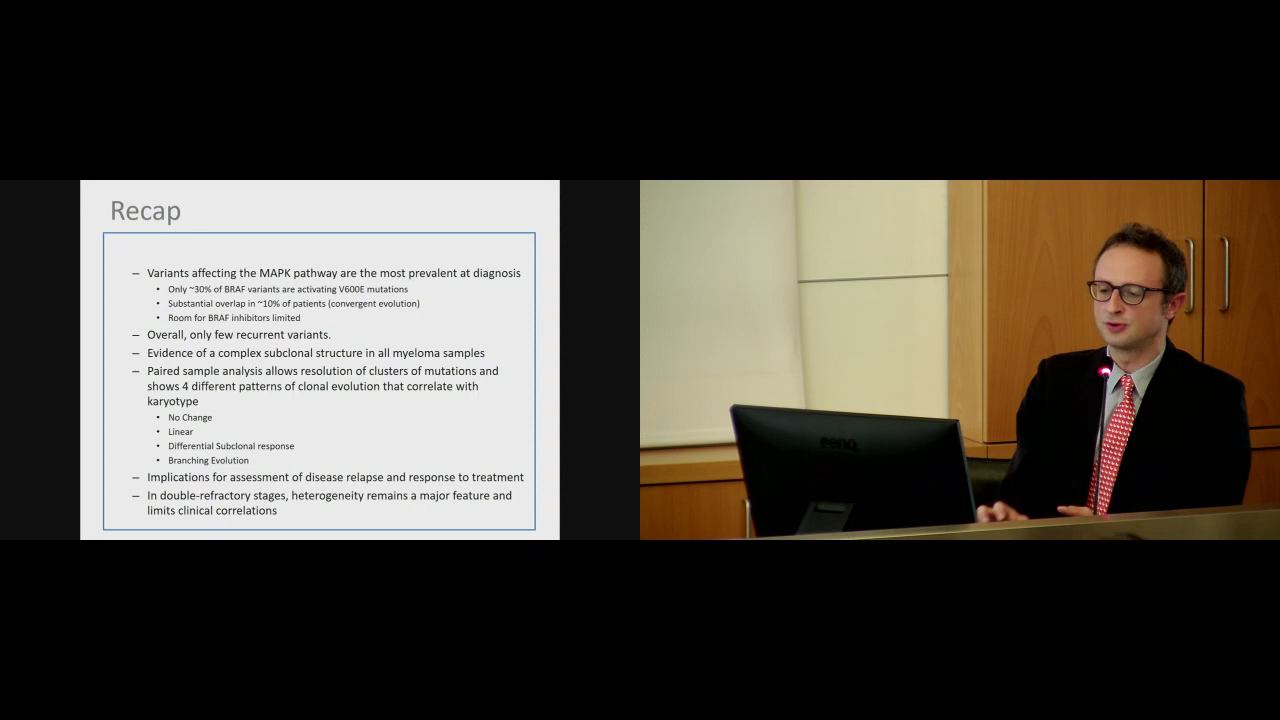 Recap
– Variants affecting the MAPK pathway are the most prevalent at diagnosis
• Only ~30% of BRAF variants are activating V600E mutations
• Substantial overlap in ~10% of patients (convergent evolution)
• Room for BRAF inhibitors limited
– Overall, only few recurrent variants.
– Evidence of a complex subclonal structure in all myeloma samples
– Paired sample analysis allows resolution of clusters of mutations and
shows 4 different patterns of clonal evolution that correlate with
karyotype
• No Change
• Linear
• Differential Subclonal response
• Branching Evolution
– Implications for assessment of disease relapse and response to treatment
– In double-refractory stages, heterogeneity remains a major feature and
limits clinical correlations
BenQ